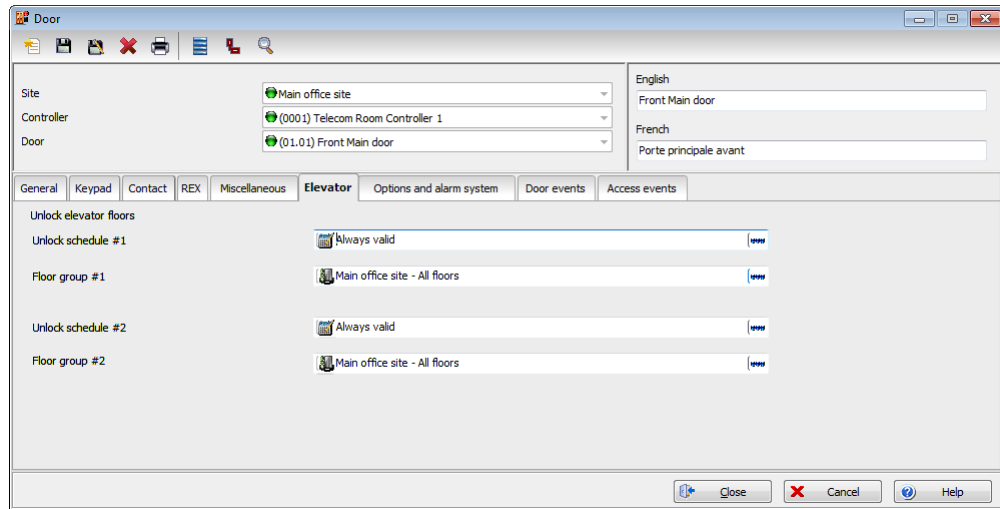 Door
Site
Main office site
Controller
(0001) Telecom Room Controller 1
Door
(01.01) Front Main door
English
Front Main door
French
Porte principale avant
General Keypad Contact REX Miscellaneous Elevator Options and alarm system Door events Access events
Unlock elevator floors
Unlock schedule #1 Always valid
Floor group #1 Main office site - All floors
Unlock schedule #2 Always valid
Floor group #2 Main office site - All floors
Close Cancel Help